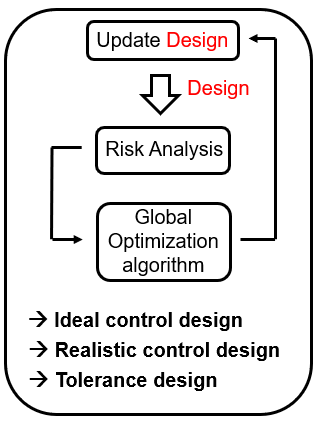 Update Design
Design
Risk Analysis
Global
Optimization
algorithm
→ Ideal control design
→ Realistic control design
→ Tolerance design